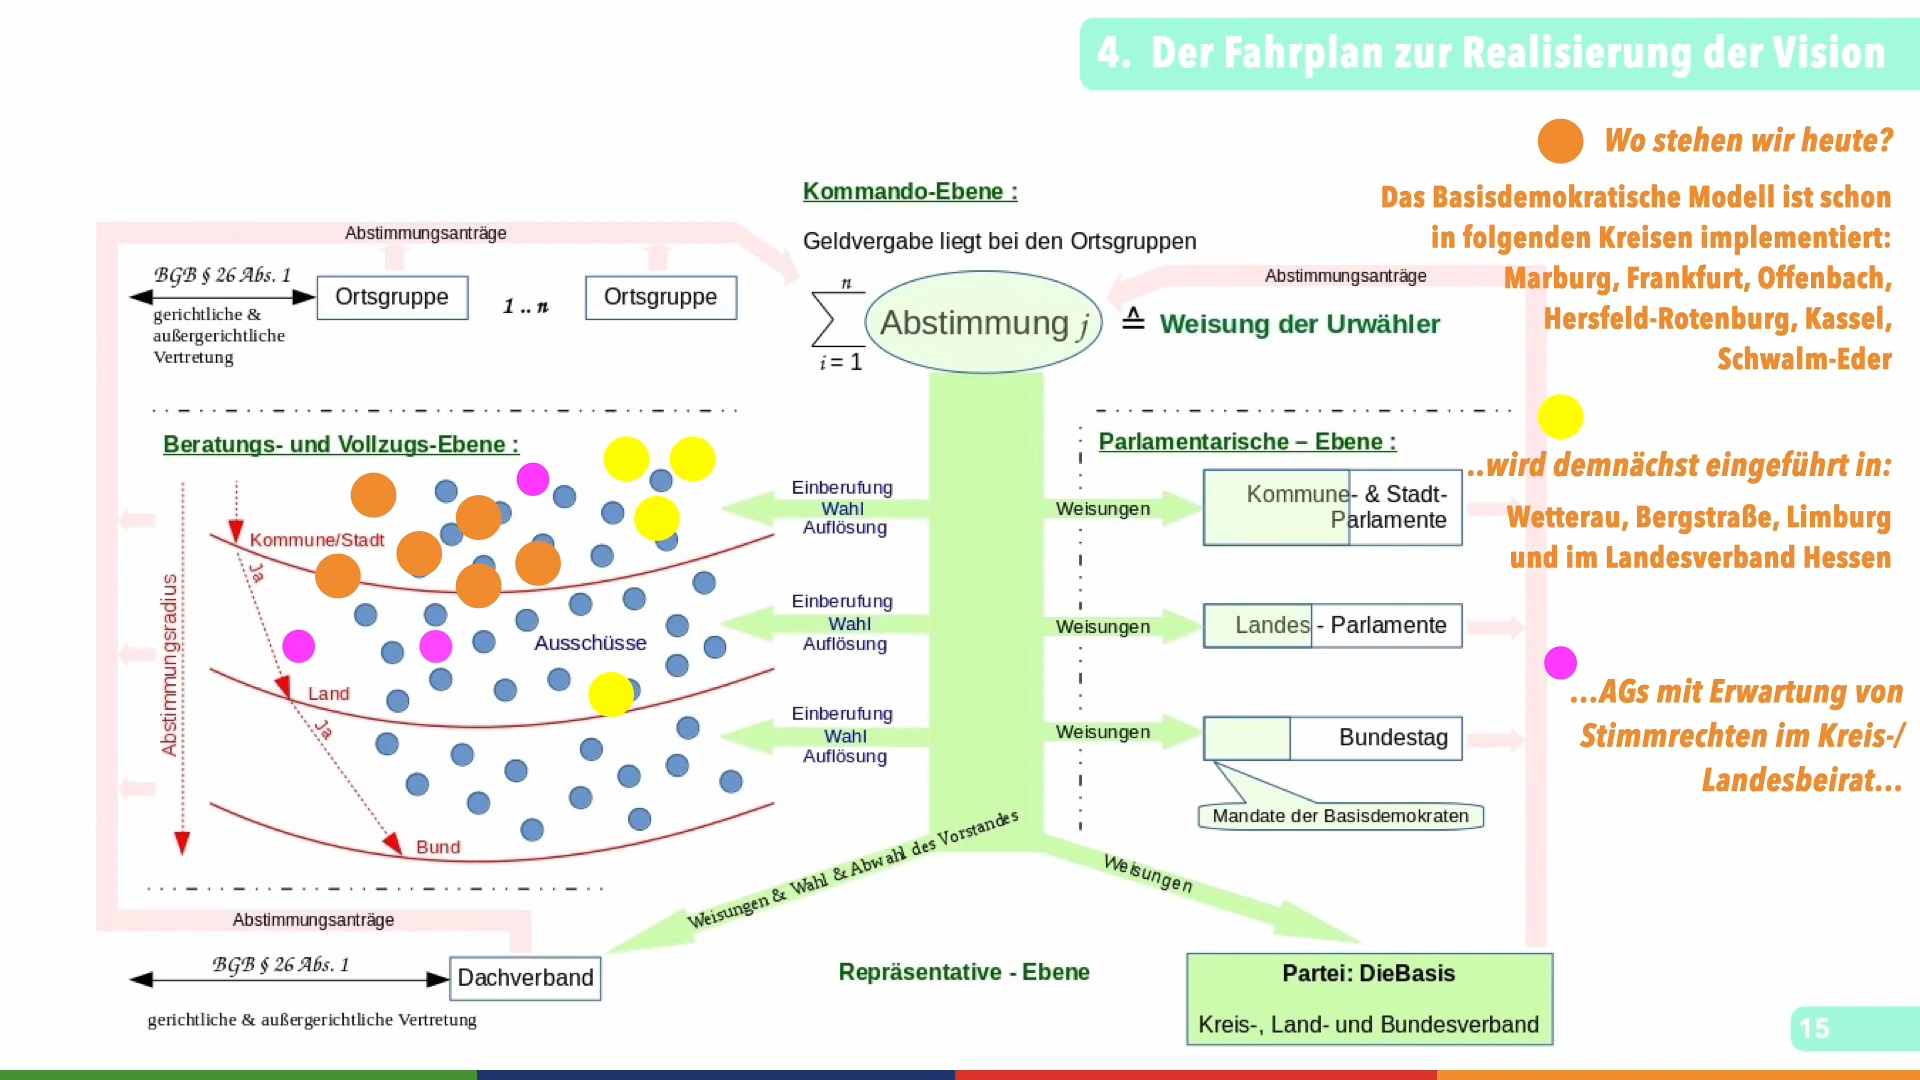 4. Der Fahrplan zur Realisierung der Vision
Wo stehen wir heute?
Das Basisdemokratische Modell ist schon
in folgenden Kreisen implementiert:
Marburg, Frankfurt, Offenbach,
Hersfeld-Rotenburg, Kassel,
Schwalm-Eder
..wird demnächst eingeführt in:
Wetterau, Bergstraße, Limburg
und im Landesverband Hessen
...AGs mit Erwartung von
Stimmrechten im Kreis-/
Landesbeirat...
Kommando-Ebene :
Geldvergabe liegt bei den Ortsgruppen
Abstimmungsanträge
BGB § 26 Abs. 1
gerichtliche &
außergerichtliche
Vertretung
Ortsgruppe
1 .. n
Ortsgruppe
n
∑
i = 1
Abstimmung j
≙ Weisung der Urwähler
Abstimmungsanträge
Beratungs- und Vollzugs-Ebene :
Abstimmungsradius
Kommune/Stadt
Ja
Ausschüsse
Land
Ja
Bund
Einberufung
Wahl
Auflösung
Einberufung
Wahl
Auflösung
Einberufung
Wahl
Auflösung
Parlamentarische – Ebene :
Weisungen
Kommune- & Stadt-
Parlamente
Weisungen
Landes - Parlamente
Weisungen
Bundestag
Mandate der Basisdemokraten
Weisungen & Wahl & Abwahl des Vorstandes
Weisungen
Abstimmungsanträge
BGB § 26 Abs. 1
Dachverband
gerichtliche & außergerichtliche Vertretung
Repräsentative - Ebene
Partei: DieBasis
Kreis-, Land- und Bundesverband
15